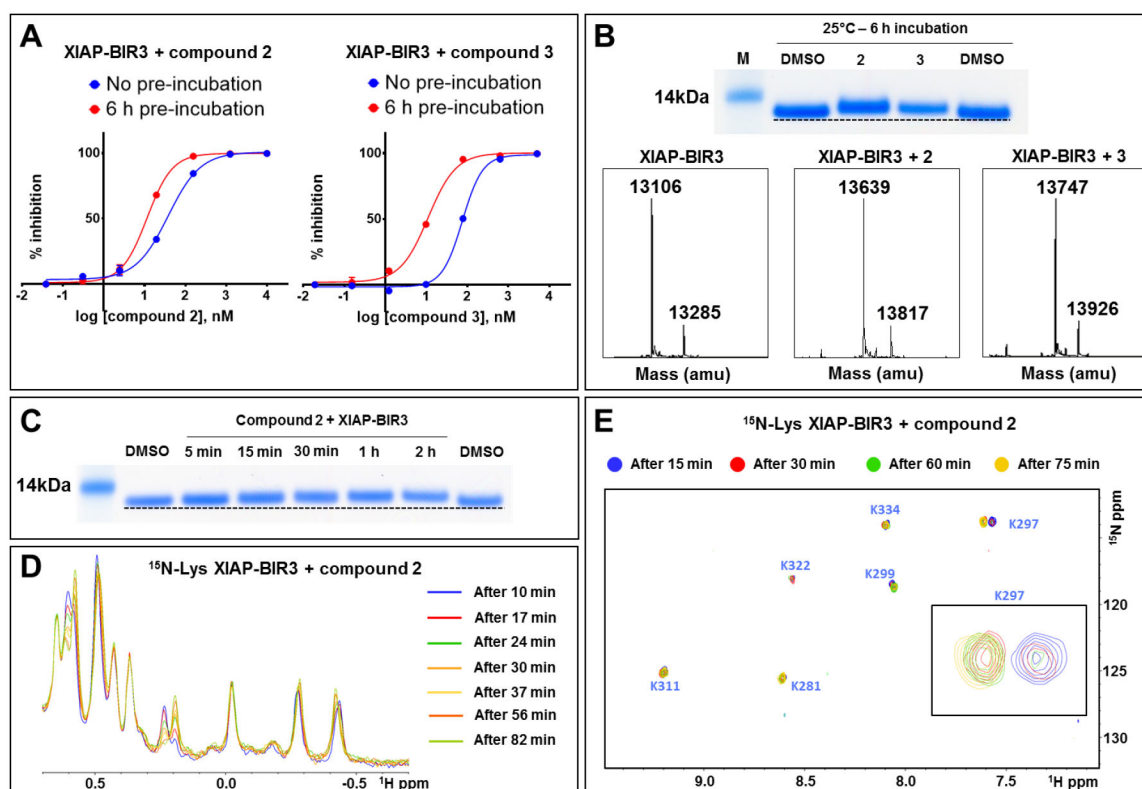 A
XIAP-BIR3 + compound 2
No pre-incubation
6 h pre-incubation
% inhibition
100
50
-2 -1 0 1 2 3 4 5
log [compound 2], nM
XIAP-BIR3 + compound 3
No pre-incubation
6 h pre-incubation
% inhibition
100
50
-2 -1 0 1 2 3 4
log [compound 3], nM
B
25°C – 6 h incubation
M DMSO 2 3 DMSO
14kDa
XIAP-BIR3
13106
13285
Mass (amu)
XIAP-BIR3 + 2
13639
13817
Mass (amu)
XIAP-BIR3 + 3
13747
13926
Mass (amu)
C
Compound 2 + XIAP-BIR3
DMSO 5 min 15 min 30 min 1 h 2 h DMSO
14kDa
D
¹⁵N-Lys XIAP-BIR3 + compound 2
After 10 min
After 17 min
After 24 min
After 30 min
After 37 min
After 56 min
After 82 min
0.5 0.0 -0.5
¹H ppm
E
¹⁵N-Lys XIAP-BIR3 + compound 2
After 15 min After 30 min After 60 min After 75 min
K334 K297
K322
K299
K297
K311 K281
¹⁵N ppm
120
125
130
9.0 8.5 8.0 7.5
¹H ppm